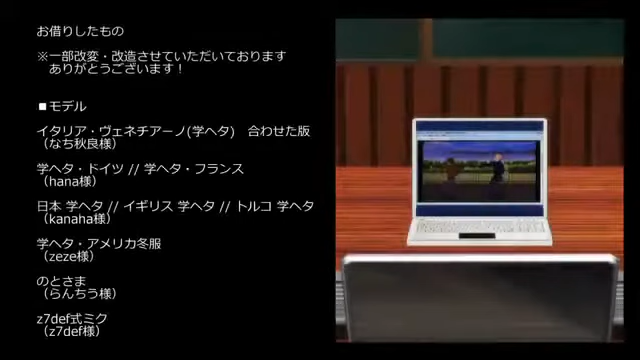 お借りしたもの
※一部改変・改造させていただいております
ありがとうございます！
■モデル
イタリア・ヴェネチアーノ(学ヘタ)　合わせた版
（なち秋良様）
学ヘタ・ドイツ // 学ヘタ・フランス
（hana様）
日本 学ヘタ // イギリス 学ヘタ // トルコ 学ヘタ
（kanaha様）
学ヘタ・アメリカ冬服
（zeze様）
のとさま
（らんちう様）
z7def式ミク
（z7def様）